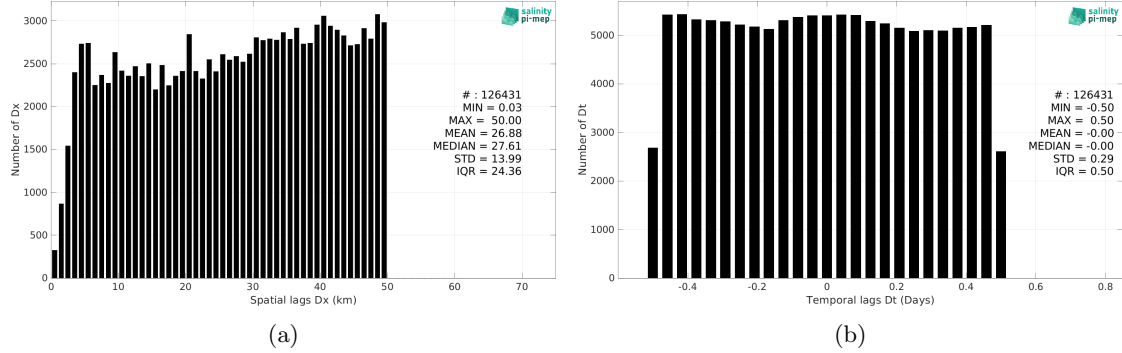 3000
2500
2000
1500
1000
500
0
Number of Dx
0 10 20 30 40 50 60 70
Spatial lags Dx (km)
salinity
pi-mep
# : 126431
MIN = 0.03
MAX = 50.00
MEAN = 26.88
MEDIAN = 27.61
STD = 13.99
IQR = 24.36
(a)
5000
4000
3000
2000
1000
0
Number of Dt
-0.4 -0.2 0 0.2 0.4 0.6 0.8
Temporal lags Dt (Days)
salinity
pi-mep
# : 126431
MIN = -0.50
MAX = 0.50
MEAN = -0.00
MEDIAN = -0.00
STD = 0.29
IQR = 0.50
(b)